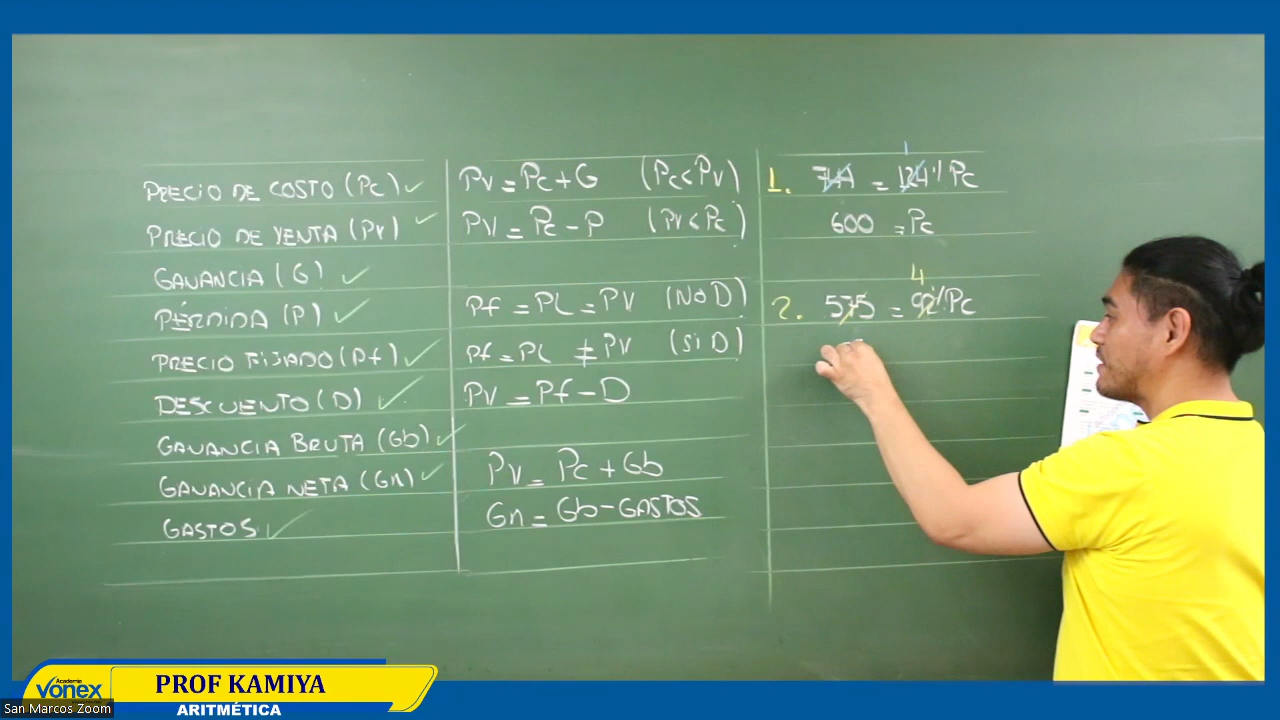 PRECIO DE COSTO (Pc) ✓
PRECIO DE VENTA (PV) ✓
GANANCIA (G) ✓
PÉRDIDA (P) ✓
PRECIO FIJADO (Pf) ✓
DESCUENTO (D) ✓
GANANCIA BRUTA (Gb) ✓
GANANCIA NETA (Gn) ✓
GASTOS ✓
PV = Pc + G (Pc < PV)
PV = Pc - P (PV < Pc)
Pf = PL = PV (NO D)
Pf = PL ≠ PV (SI D)
PV = Pf - D
PV = Pc + Gb
Gn = Gb - GASTOS
1
1. 744 = 124% Pc
600 = Pc
4
2. 575 = 92% Pc
Academia
vonex
PROF KAMIYA
ARITMÉTICA
San Marcos Zoom